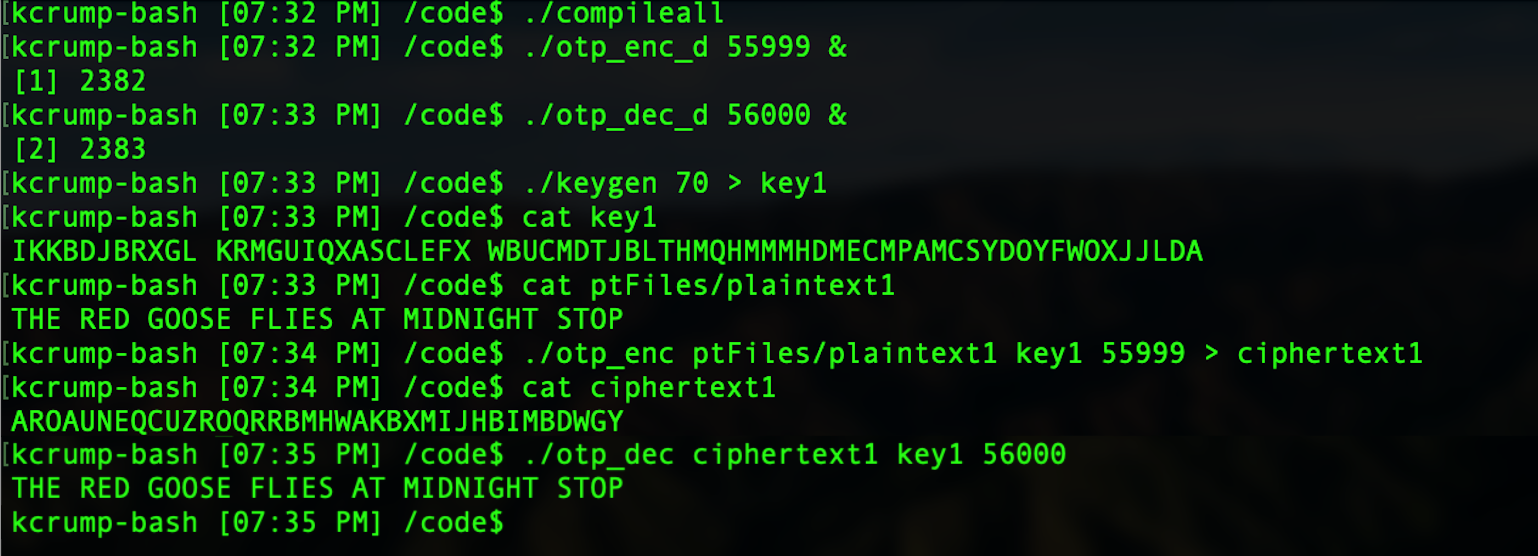 [kcrump-bash [07:32 PM] /code$ ./compileall
[kcrump-bash [07:32 PM] /code$ ./otp_enc_d 55999 &
[1] 2382
[kcrump-bash [07:33 PM] /code$ ./otp_dec_d 56000 &
[2] 2383
[kcrump-bash [07:33 PM] /code$ ./keygen 70 > key1
[kcrump-bash [07:33 PM] /code$ cat key1
IKKBDJBRXGL KRMGUIQXASCLEFX WBUCMDTJBLTHMQHMMMHDMECMPAMCSYDOYFWOXJJLDA
[kcrump-bash [07:33 PM] /code$ cat ptFiles/plaintext1
THE RED GOOSE FLIES AT MIDNIGHT STOP
[kcrump-bash [07:34 PM] /code$ ./otp_enc ptFiles/plaintext1 key1 55999 > ciphertext1
[kcrump-bash [07:34 PM] /code$ cat ciphertext1
AROAUNEQCUZROQRRBMHWAKBXMIJHBIMBDWGY
[kcrump-bash [07:35 PM] /code$ ./otp_dec ciphertext1 key1 56000
THE RED GOOSE FLIES AT MIDNIGHT STOP
kcrump-bash [07:35 PM] /code$